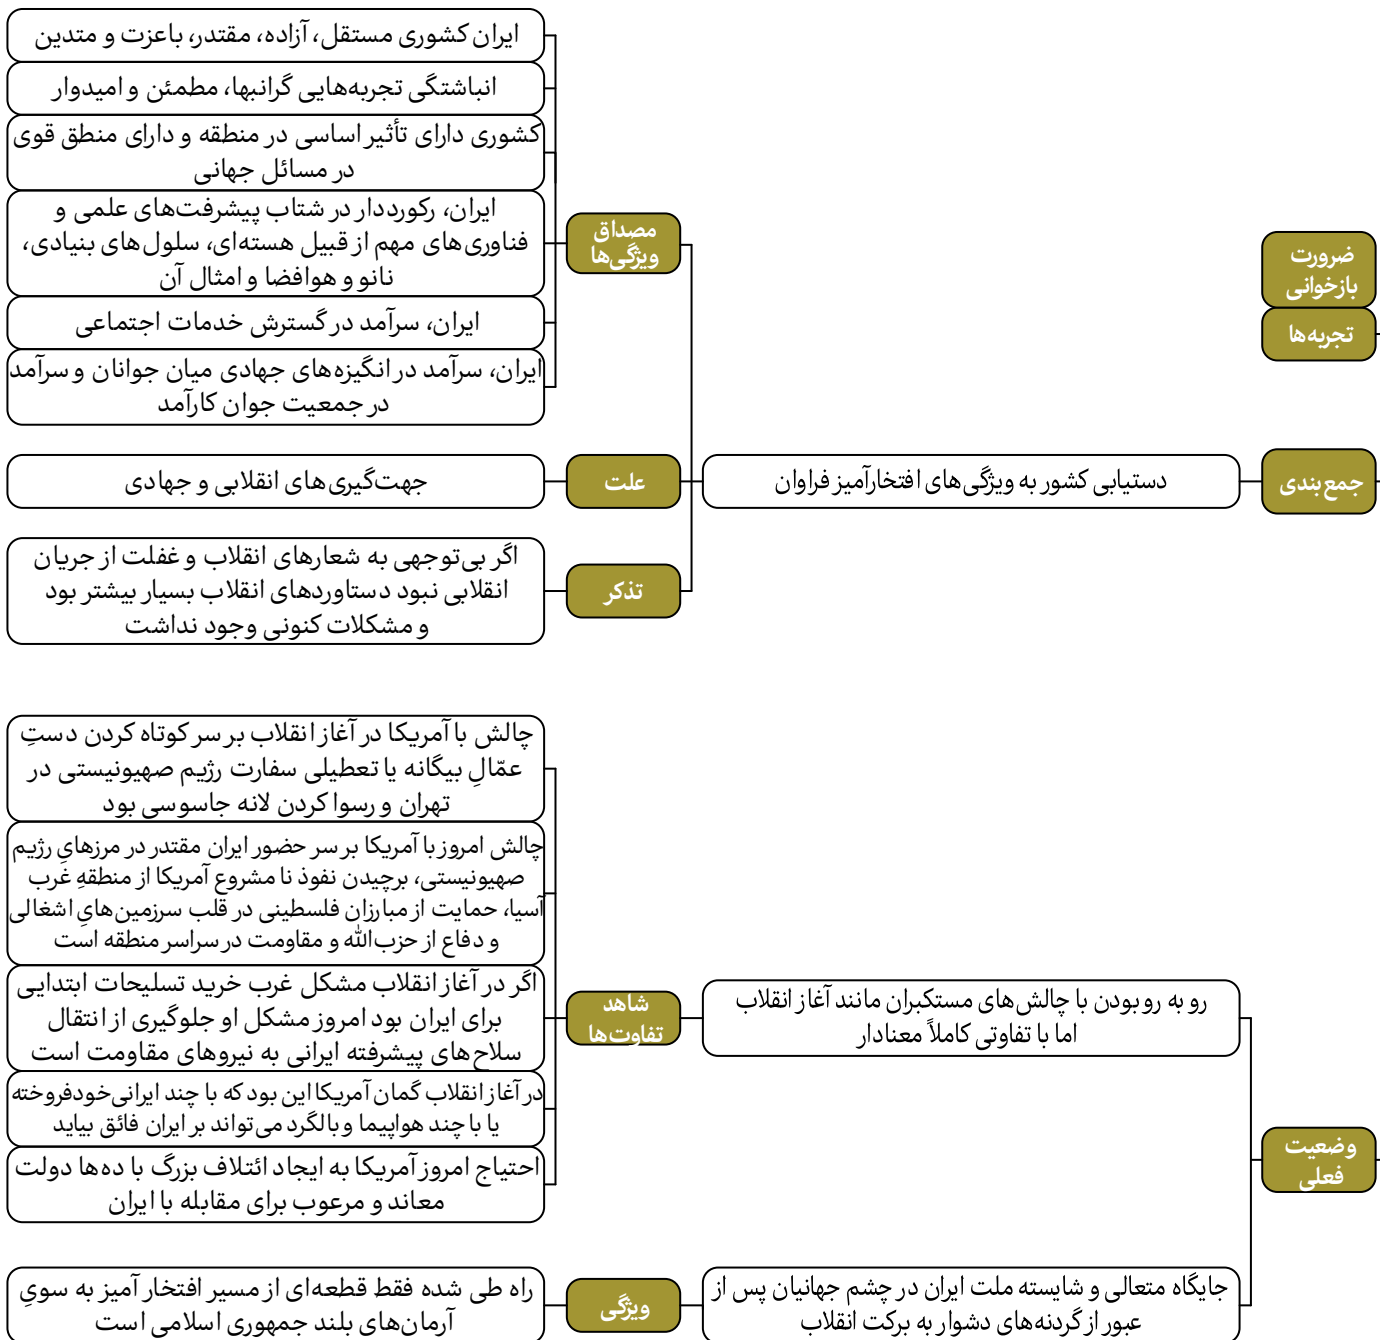 ضرورت
بازخوانی
تجربه‌ها
جمع‌بندی
دستیابی کشور به ویژگی‌های افتخارآمیز فراوان
مصداق
ویژگی‌ها
ایران کشوری مستقل، آزاده، مقتدر، باعزت و متدین
انباشتگی تجربه‌هایی گرانبها، مطمئن و امیدوار
کشوری دارای تأثیر اساسی در منطقه و دارای منطق قوی
در مسائل جهانی
ایران، رکورددار در شتاب پیشرفت‌های علمی و
فناوری‌های مهم از قبیل هسته‌ای، سلول‌های بنیادی،
نانو و هوافضا و امثال آن
ایران، سرآمد در گسترش خدمات اجتماعی
ایران، سرآمد در انگیزه‌های جهادی میان جوانان و سرآمد
در جمعیت جوان کارآمد
علت
جهت‌گیری‌های انقلابی و جهادی
تذکر
اگر بی‌توجهی به شعارهای انقلاب و غفلت از جریان
انقلابی نبود دستاوردهای انقلاب بسیار بیشتر بود
و مشکلات کنونی وجود نداشت
وضعیت
فعلی
رو به رو بودن با چالش‌های مستکبران مانند آغاز انقلاب
اما با تفاوتی کاملاً معنادار
شاهد
تفاوت‌ها
چالش با آمریکا در آغاز انقلاب بر سر کوتاه کردن دستِ
عمّالِ بیگانه یا تعطیلی سفارت رژیم صهیونیستی در
تهران و رسوا کردن لانه جاسوسی بود
چالش امروز با آمریکا بر سر حضور ایران مقتدر در مرزهایِ رژیم
صهیونیستی، برچیدن نفوذ نا مشروع آمریکا از منطقهِ غرب
آسیا، حمایت از مبارزان فلسطینی در قلب سرزمین‌هایِ اشغالی
و دفاع از حزب‌الله و مقاومت در سراسر منطقه است
اگر در آغاز انقلاب مشکل غرب خرید تسلیحات ابتدایی
برای ایران بود امروز مشکل او جلوگیری از انتقال
سلاح‌های پیشرفته ایرانی به نیروهای مقاومت است
در آغاز انقلاب گمان آمریکا این بود که با چند ایرانی‌خودفروخته
یا با چند هواپیما و بالگرد می‌تواند بر ایران فائق بیاید
احتیاج امروز آمریکا به ایجاد ائتلاف بزرگ با ده‌ها دولت
معاند و مرعوب برای مقابله با ایران
جایگاه متعالی و شایسته ملت ایران در چشم جهانیان پس از
عبور از گردنه‌های دشوار به برکت انقلاب
ویژگی
راه طی شده فقط قطعه‌ای از مسیر افتخار آمیز به سویِ
آرمان‌های بلند جمهوری اسلامی است